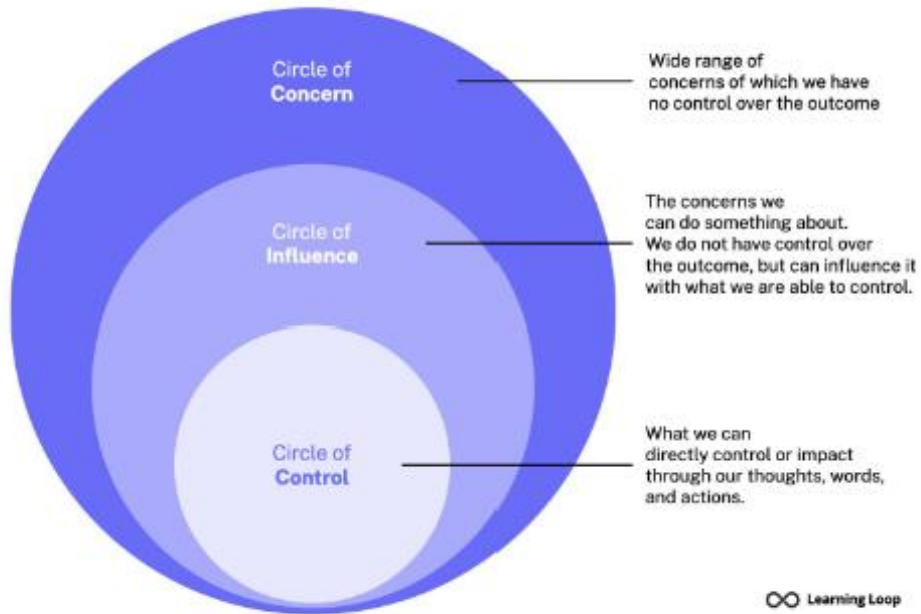 Circle of
Concern
Wide range of
concerns of which we have
no control over the outcome
Circle of
Influence
The concerns we
can do something about.
We do not have control over
the outcome, but can influence it
with what we are able to control.
Circle of
Control
What we can
directly control or impact
through our thoughts, words,
and actions.
Learning Loop